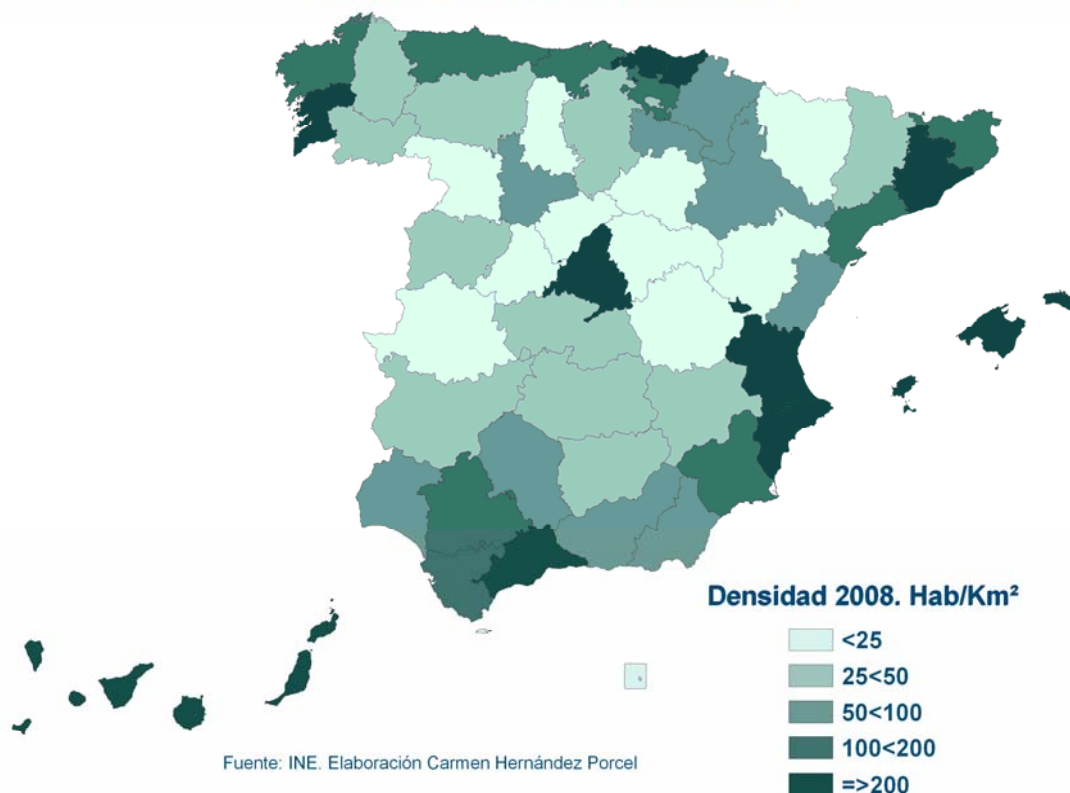 Densidad 2008. Hab/Km²
<25
25<50
50<100
100<200
=>200
Fuente: INE. Elaboración Carmen Hernández Porcel